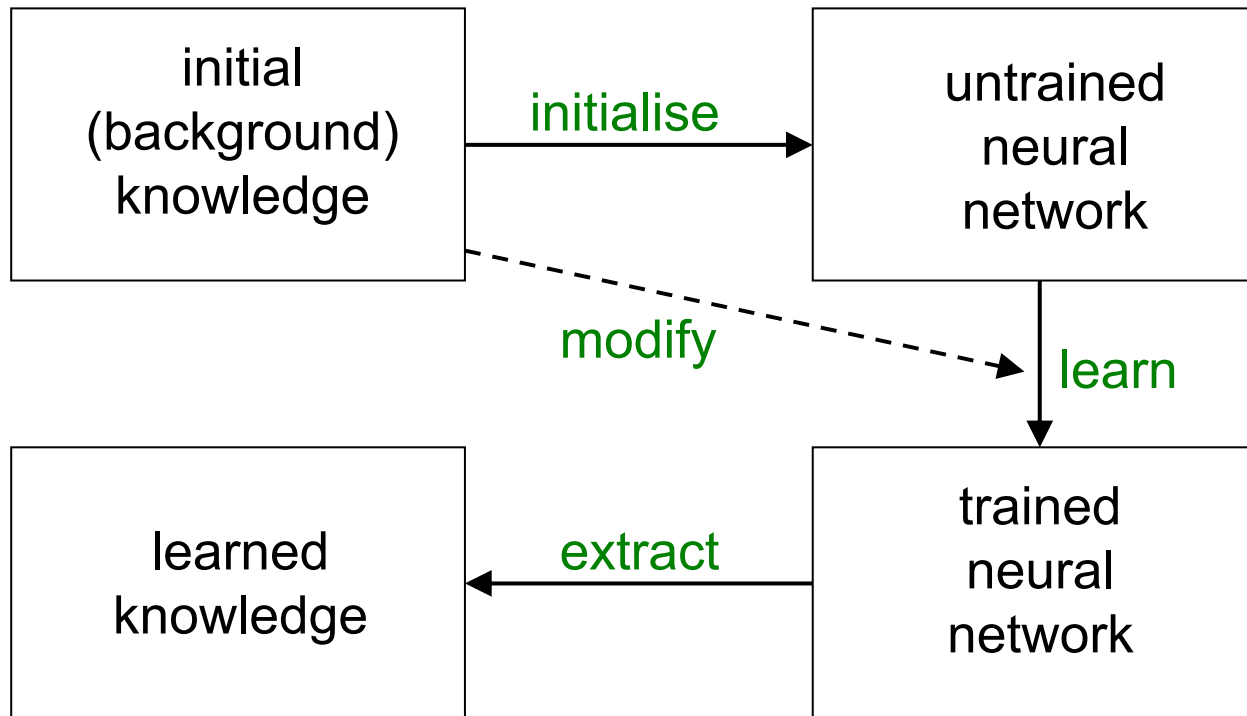 initial
(background)
knowledge
initialise
untrained
neural
network
modify
learn
learned
knowledge
extract
trained
neural
network